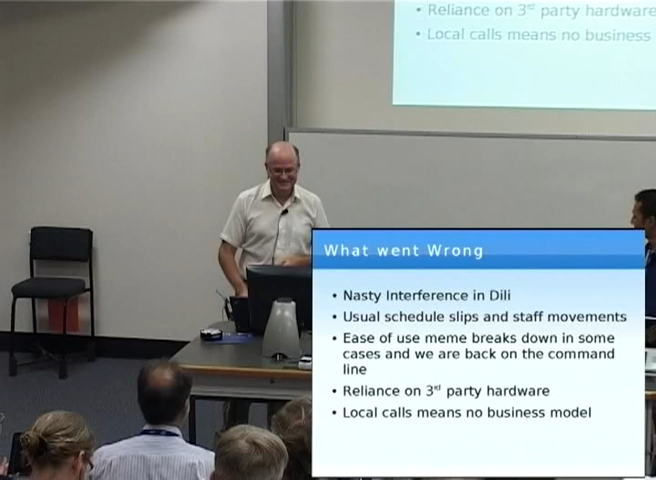 Reliance on 3rd party hardware
Local calls means no business
What went Wrong
• Nasty Interference in Dili
• Usual schedule slips and staff movements
• Ease of use meme breaks down in some
cases and we are back on the command
line
• Reliance on 3rd party hardware
• Local calls means no business model